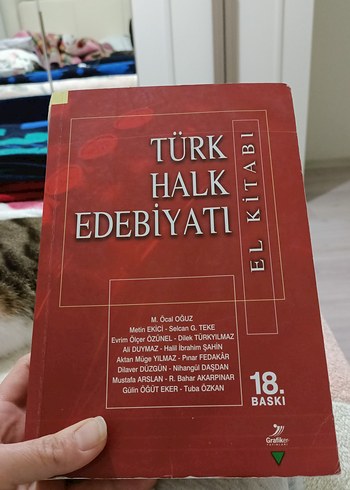 TÜRK
HALK
EDEBİYATI
EL KİTABI
M. Öcal OĞUZ
Metin EKİCİ - Selcan G. TEKE
Evrim Ölçer ÖZÜNEL - Dilek TÜRKYILMAZ
Ali DUYMAZ - Halil İbrahim ŞAHİN
Aktan Müge YILMAZ - Pınar FEDAKÂR
Dilaver DÜZGÜN - Nihangül DAŞDAN
Mustafa ARSLAN - R. Bahar AKARPINAR
Gülin ÖĞÜT EKER - Tuba ÖZKAN
18.
BASKI
Grafiker
YAYINLARI